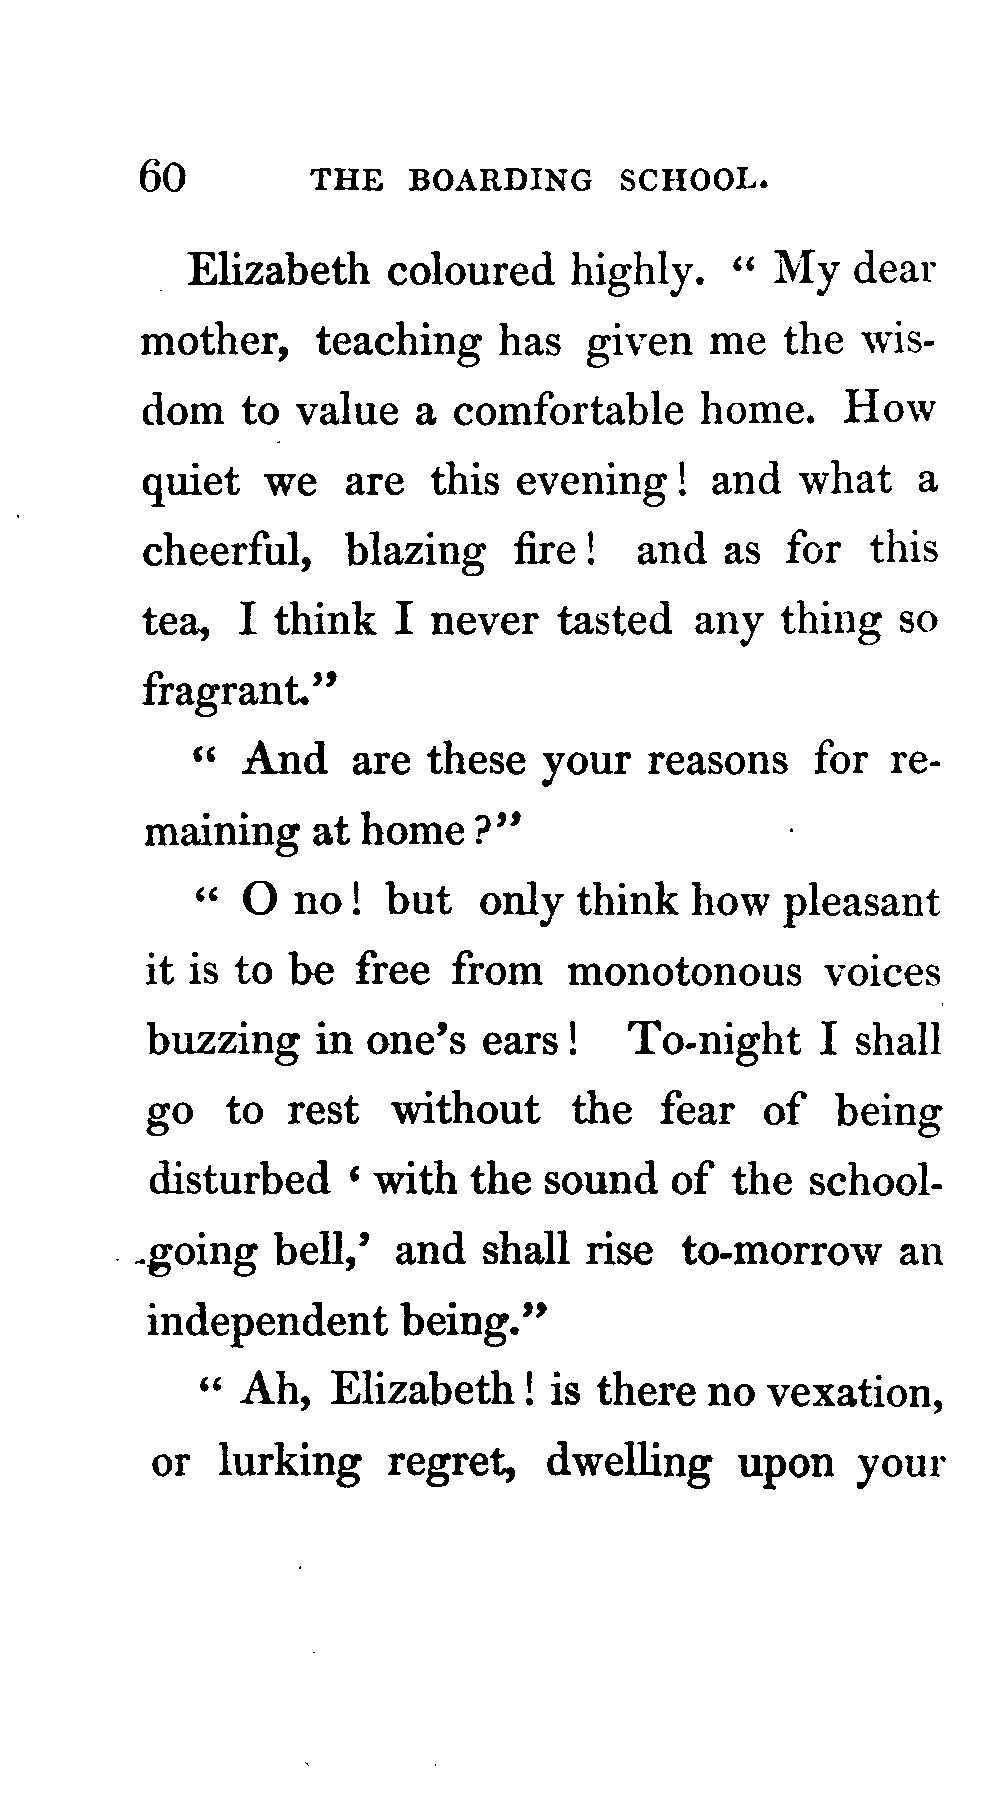 60 THE BOARDING SCHOOL.
Elizabeth coloured highly. “ My dear
mother, teaching has given me the wis-
dom to value a comfortable home. How
quiet we are this evening! and what a
cheerful, blazing fire! and as for this
tea, I think I never tasted any thing so
fragrant.”
“ And are these your reasons for re-
maining at home?”
“ O no! but only think how pleasant
it is to be free from monotonous voices
buzzing in one’s ears! To-night I shall
go to rest without the fear of being
disturbed ‘ with the sound of the school-
-going bell,’ and shall rise to-morrow an
independent being.”
“ Ah, Elizabeth! is there no vexation,
or lurking regret, dwelling upon your